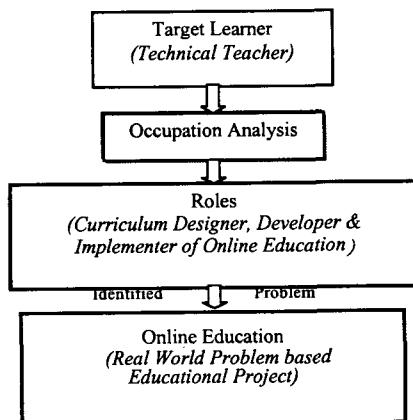 Target Learner
(Technical Teacher)
Occupation Analysis
Roles
(Curriculum Designer, Developer &
Implementer of Online Education)
Identified Problem
Online Education
(Real World Problem based
Educational Project)